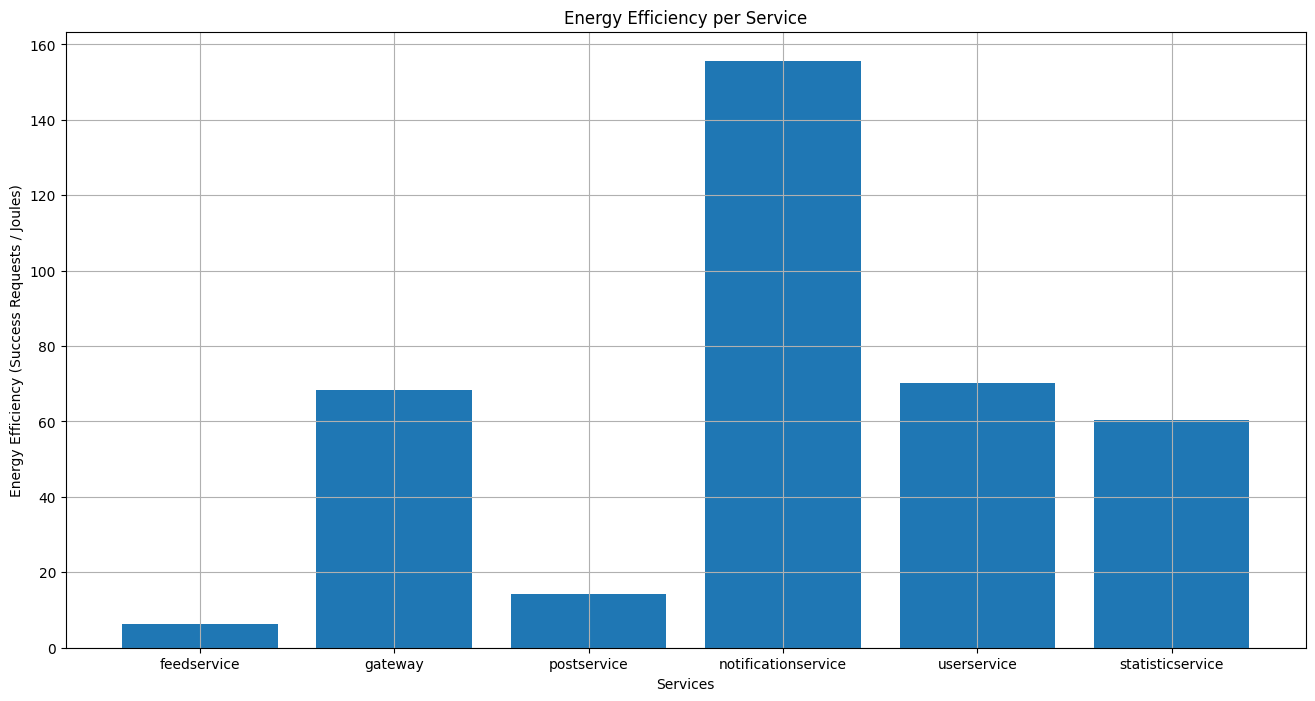 Energy Efficiency per Service
Energy Efficiency (Success Requests / Joules)
160
140
120
100
80
60
40
20
0
feedservice gateway postservice notificationservice userservice statisticservice
Services